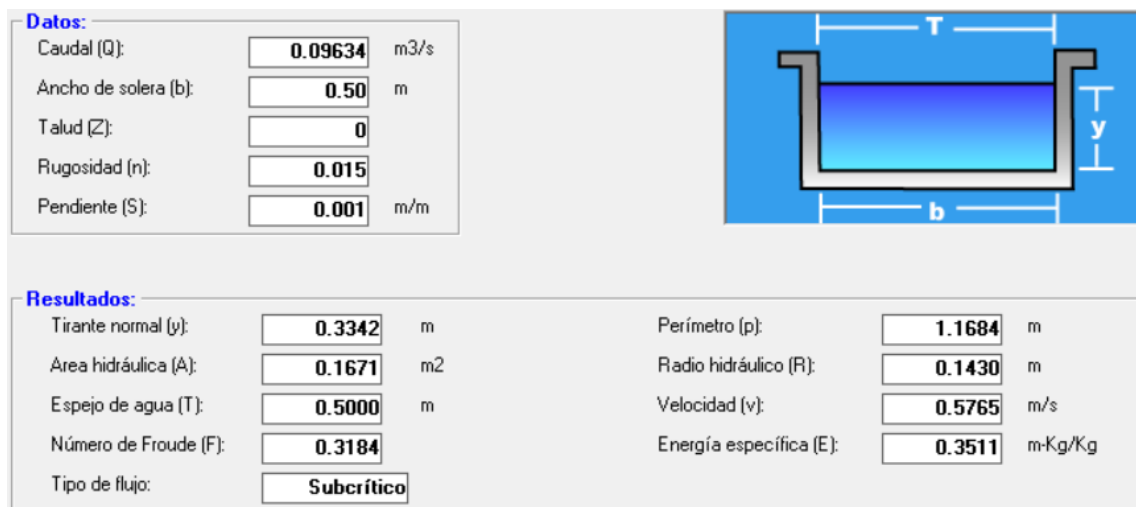 Datos:
Caudal (Q): 0.09634 m3/s
Ancho de solera (b): 0.50 m
Talud (Z): 0
Rugosidad (n): 0.015
Pendiente (S): 0.001 m/m
T
y
b
Resultados:
Tirante normal (y): 0.3342 m Perímetro (p): 1.1684 m
Area hidráulica (A): 0.1671 m2 Radio hidráulico (R): 0.1430 m
Espejo de agua (T): 0.5000 m Velocidad (v): 0.5765 m/s
Número de Froude (F): 0.3184 Energía específica (E): 0.3511 m-Kg/Kg
Tipo de flujo: Subcrítico